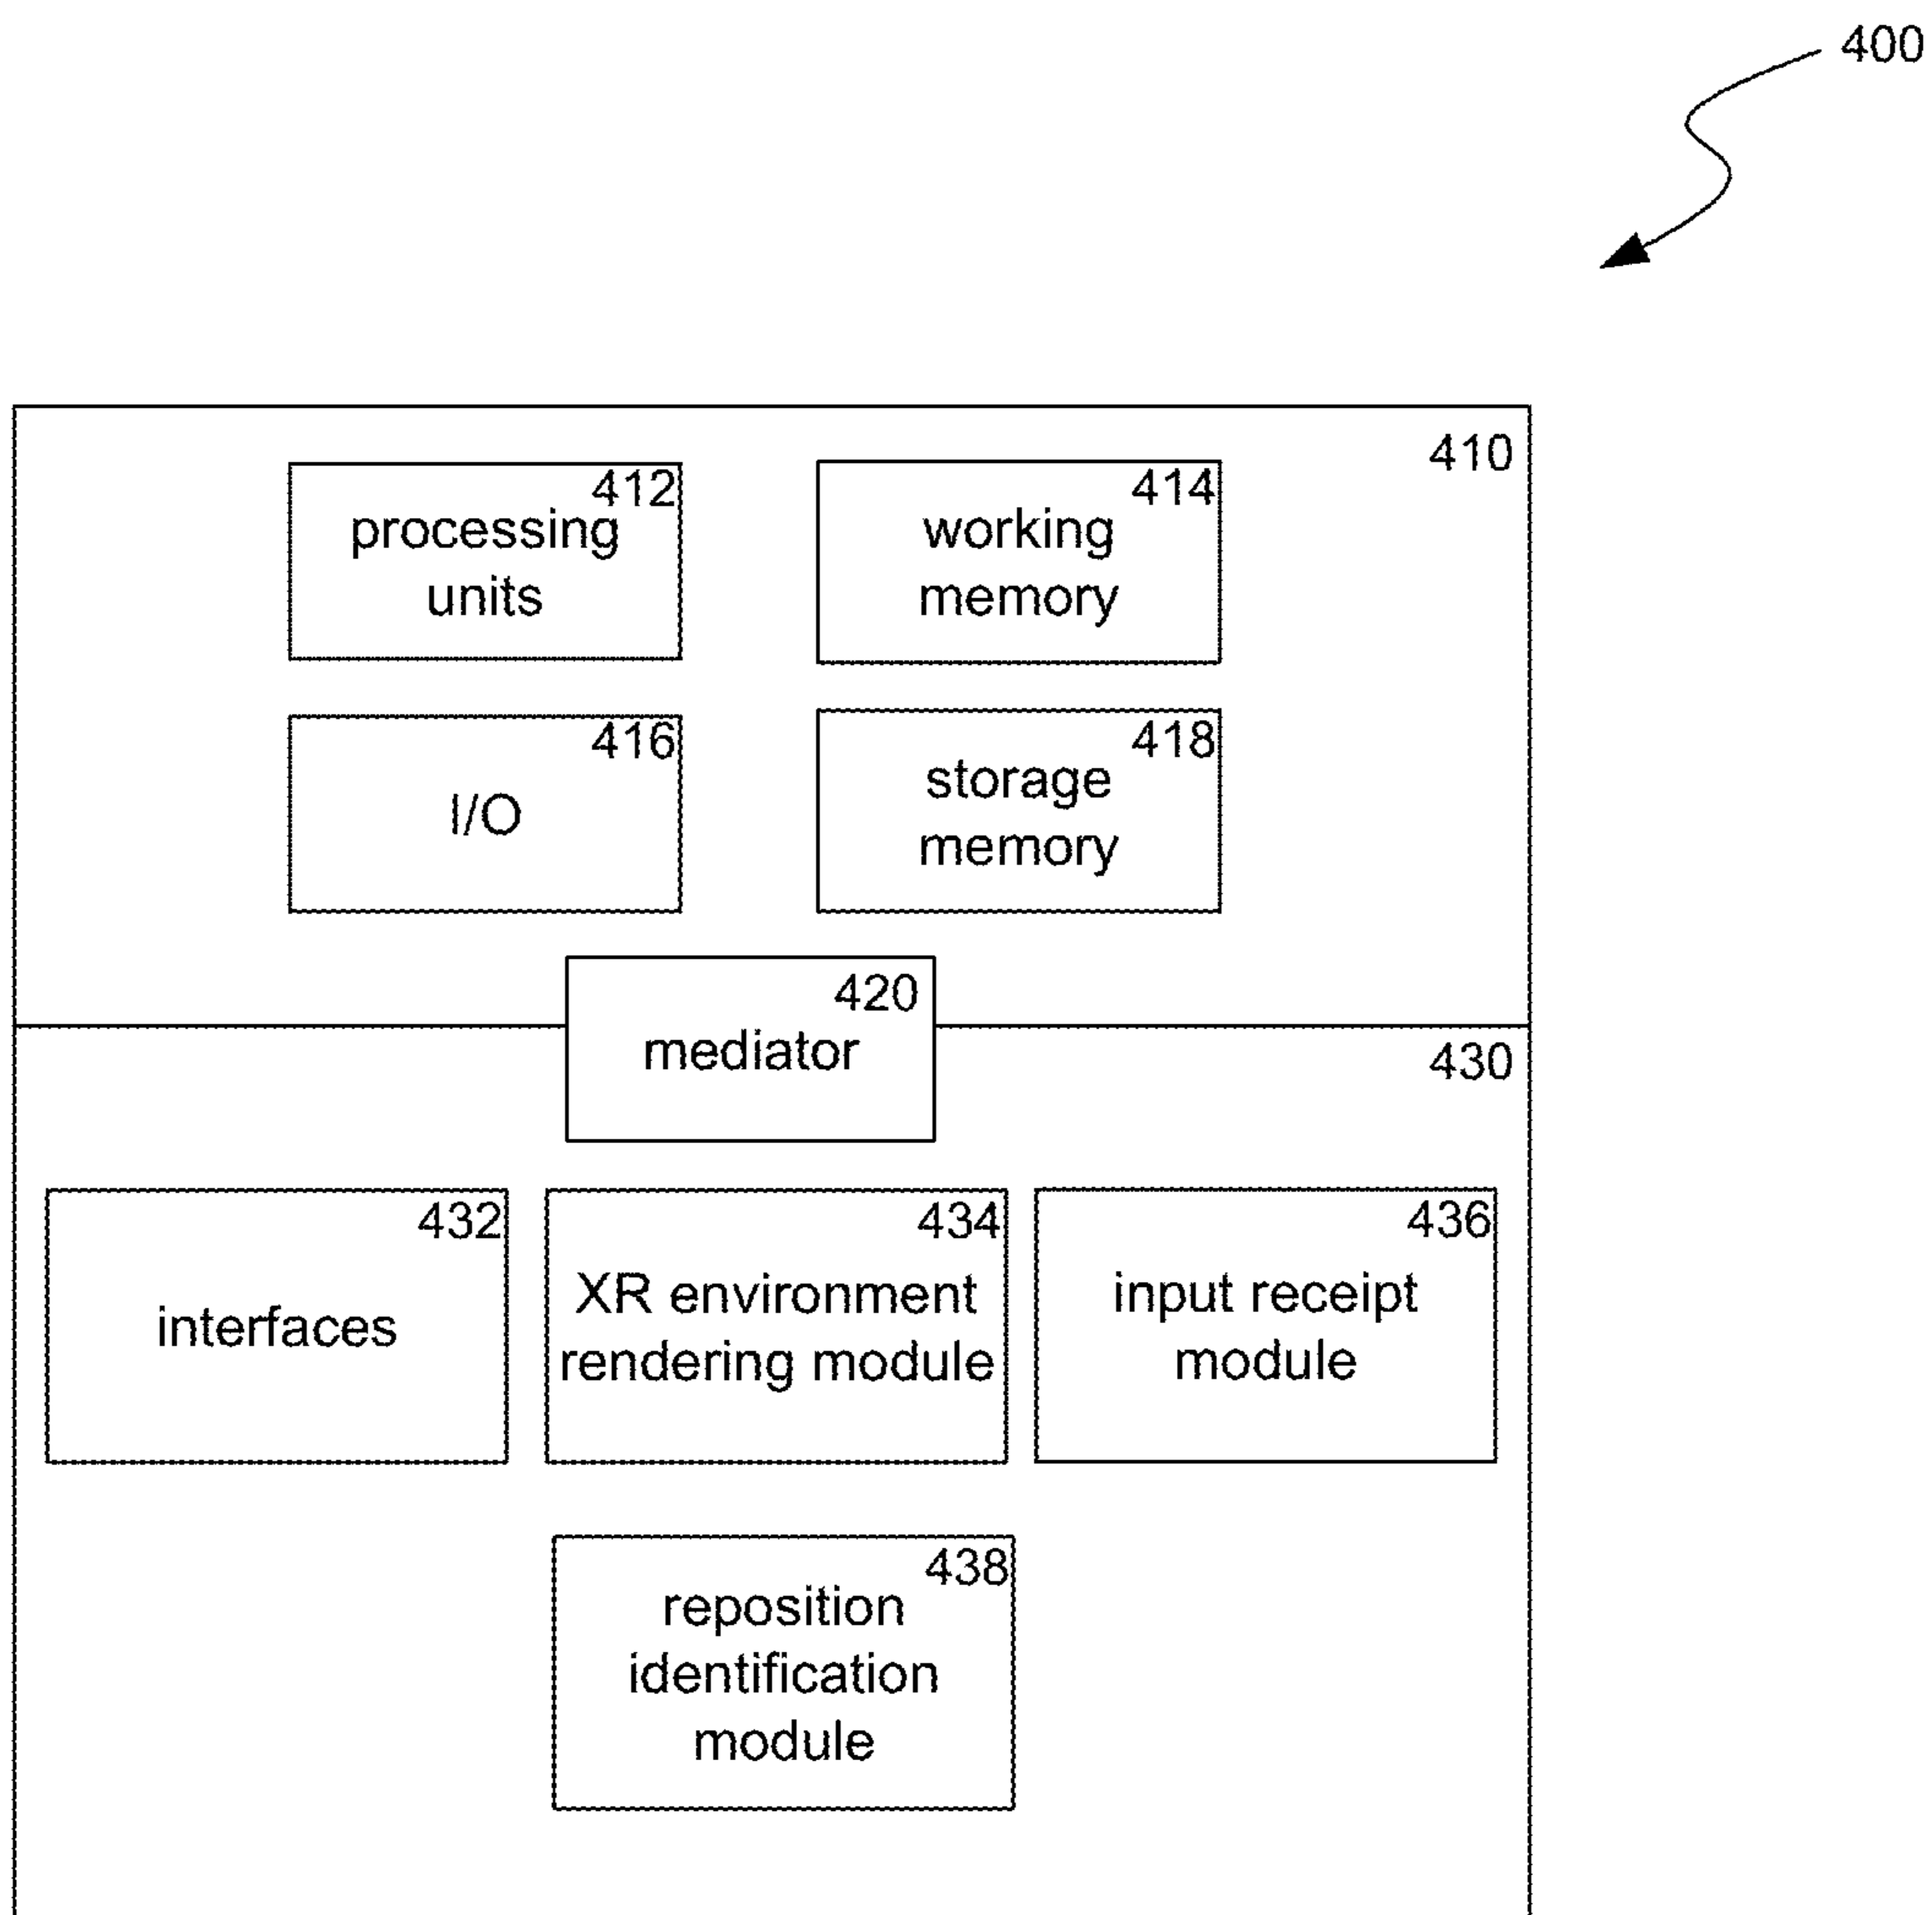 400
410
412
processing
units
414
working
memory
416
I/O
418
storage
memory
420
mediator
430
432
interfaces
434
XR environment
rendering module
436
input receipt
module
438
reposition
identification
module